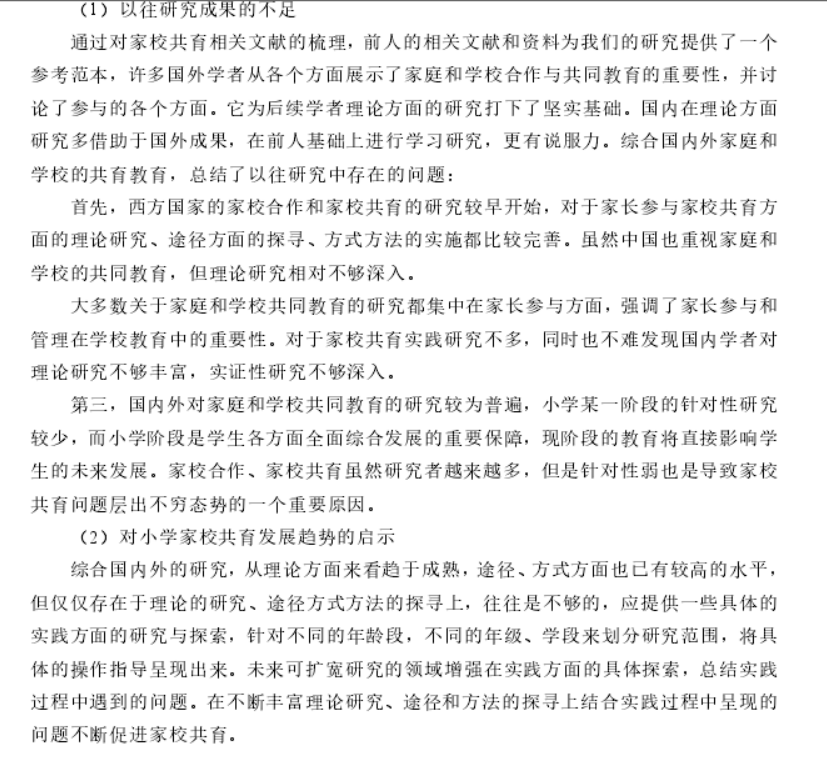 （1）以往研究成果的不足
通过对家校共育相关文献的梳理，前人的相关文献和资料为我们的研究提供了一个
参考范本，许多国外学者从各个方面展示了家庭和学校合作与共同教育的重要性，并讨
论了参与的各个方面。它为后续学者理论方面的研究打下了坚实基础。国内在理论方面
研究多借助于国外成果，在前人基础上进行学习研究，更有说服力。综合国内外家庭和
学校的共育教育，总结了以往研究中存在的问题：
首先，西方国家的家校合作和家校共育的研究较早开始，对于家长参与家校共育方
面的理论研究、途径方面的探寻、方式方法的实施都比较完善。虽然中国也重视家庭和
学校的共同教育，但理论研究相对不够深入。
大多数关于家庭和学校共同教育的研究都集中在家长参与方面，强调了家长参与和
管理在学校教育中的重要性。对于家校共育实践研究不多，同时也不难发现国内学者对
理论研究不够丰富，实证性研究不够深入。
第三，国内外对家庭和学校共同教育的研究较为普遍，小学某一阶段的针对性研究
较少，而小学阶段是学生各方面全面综合发展的重要保障，现阶段的教育将直接影响学
生的未来发展。家校合作、家校共育虽然研究者越来越多，但是针对性弱也是导致家校
共育问题层出不穷态势的一个重要原因。
（2）对小学家校共育发展趋势的启示
综合国内外的研究，从理论方面来看趋于成熟，途径、方式方面也已有较高的水平，
但仅仅存在于理论的研究、途径方式方法的探寻上，往往是不够的，应提供一些具体的
实践方面的研究与探索，针对不同的年龄段，不同的年级、学段来划分研究范围，将具
体的操作指导呈现出来。未来可扩宽研究的领域增强在实践方面的具体探索，总结实践
过程中遇到的问题。在不断丰富理论研究、途径和方法的探寻上结合实践过程中呈现的
问题不断促进家校共育。